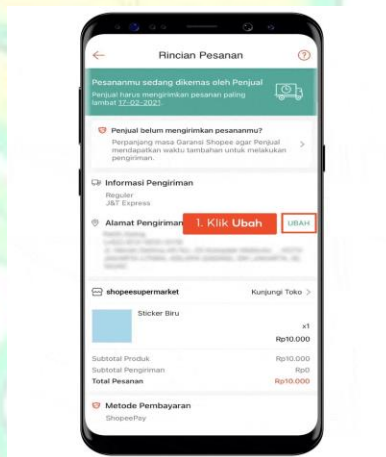 Rincian Pesanan
Pesananmu sedang dikemas oleh Penjual
Penjual harus mengirimkan pesanan paling
lambat 17-02-2021.
Penjual belum mengirimkan pesananmu?
Perpanjang masa Garansi Shopee agar Penjual
mendapatkan waktu tambahan untuk melakukan
pengiriman.
Informasi Pengiriman
Reguler
J&T Express
Alamat Pengiriman 1. Klik Ubah UBAH
shopeesupermarket Kunjungi Toko
Sticker Biru
x1
Rp10.000
Subtotal Produk Rp10.000
Subtotal Pengiriman Rp0
Total Pesanan Rp10.000
Metode Pembayaran
ShopeePay